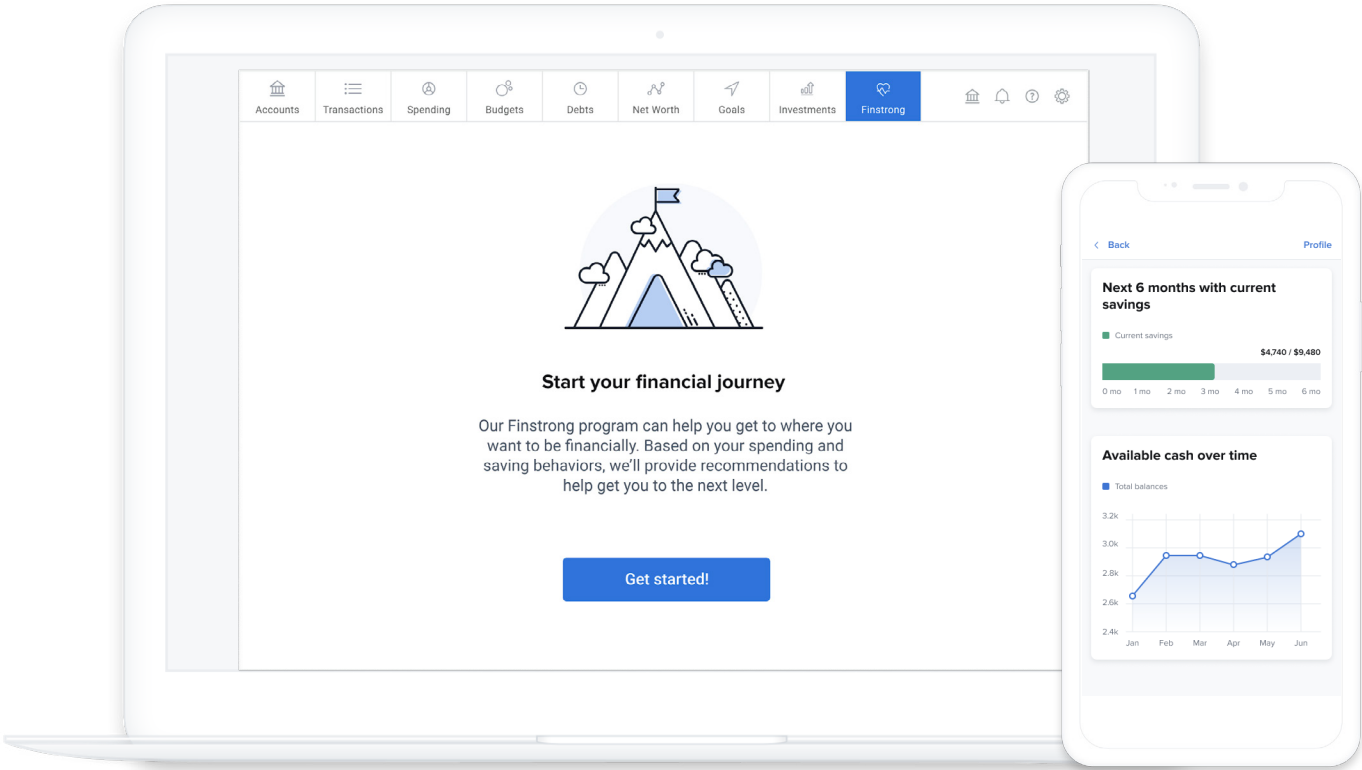 Accounts
Transactions
Spending
Budgets
Debts
Net Worth
Goals
Investments
Finstrong
Start your financial journey
Our Finstrong program can help you get to where you
want to be financially. Based on your spending and
saving behaviors, we’ll provide recommendations to
help get you to the next level.
Get started!
Back
Profile
Next 6 months with current
savings
Current savings
$4,740 / $9,480
0 mo 1 mo 2 mo 3 mo 4 mo 5 mo 6 mo
Available cash over time
Total balances
3.2k
3.0k
2.8k
2.6k
2.4k
Jan Feb Mar Apr May Jun